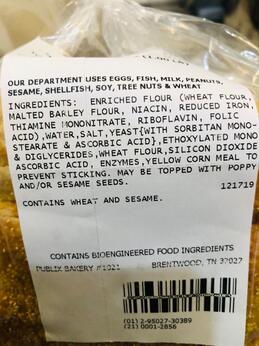 OUR DEPARTMENT USES EGGS, FISH, MILK, PEANUTS,
SESAME, SHELLFISH, SOY, TREE NUTS & WHEAT
INGREDIENTS: ENRICHED FLOUR (WHEAT FLOUR,
MALTED BARLEY FLOUR, NIACIN, REDUCED IRON,
THIAMINE MONONITRATE, RIBOFLAVIN, FOLIC
ACID),WATER,SALT,YEAST{WITH SORBITAN MONO-
STEARATE & ASCORBIC ACID},ETHOXYLATED MONO
& DIGLYCERIDES,WHEAT FLOUR,SILICON DIOXIDE
ASCORBIC ACID, ENZYMES,YELLOW CORN MEAL TO
PREVENT STICKING. MAY BE TOPPED WITH POPPY
AND/OR SESAME SEEDS. 121719
CONTAINS WHEAT AND SESAME.
CONTAINS BIOENGINEERED FOOD INGREDIENTS
PUBLIX BAKERY #1021 BRENTWOOD, TN 37027
(01) 2-95027-30389
(21) 0001-2856